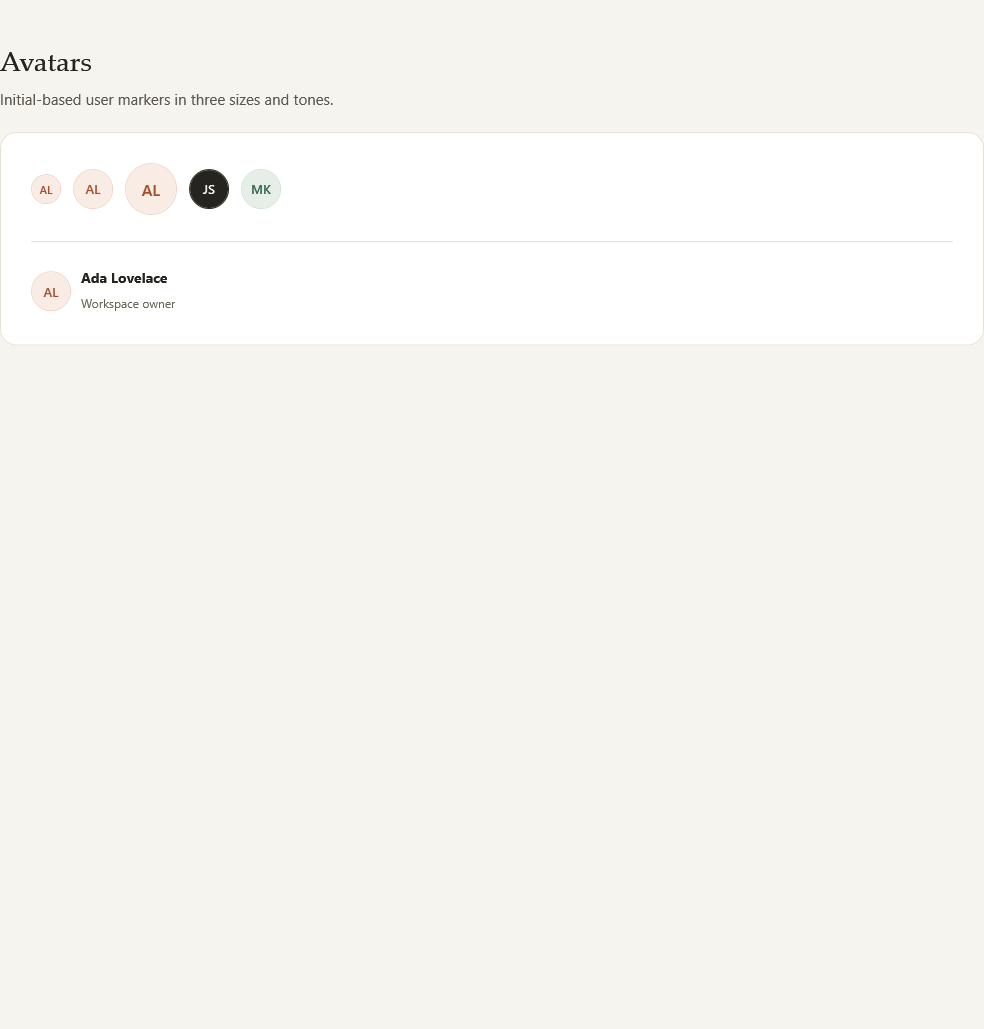 Avatars
Initial-based user markers in three sizes and tones.
AL AL AL JS MK
AL
Ada Lovelace
Workspace owner